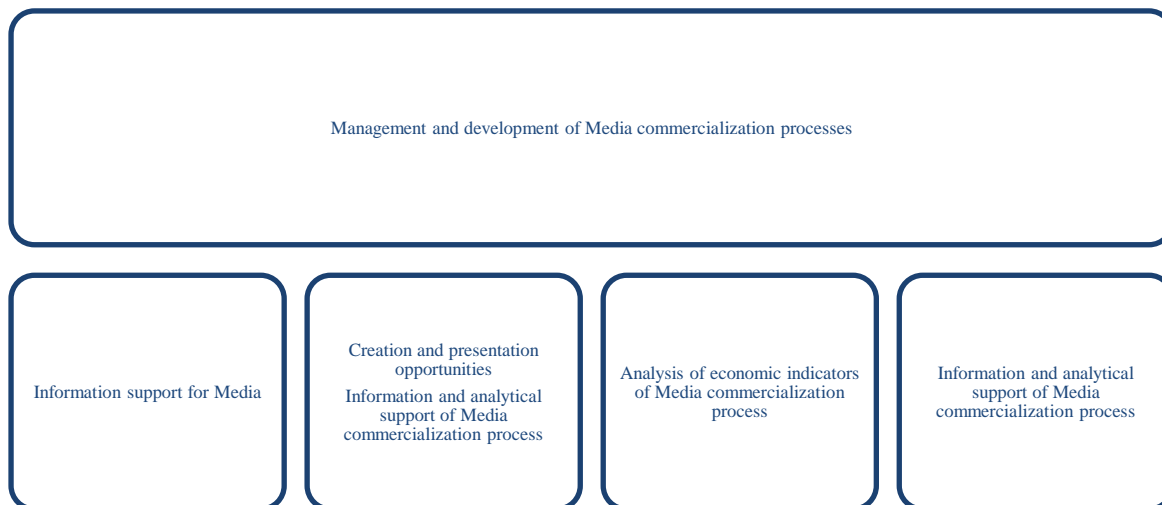 Management and development of Media commercialization processes
Information support for Media
Creation and presentation
opportunities
Information and analytical
support of Media
commercialization process
Analysis of economic indicators
of Media commercialization
process
Information and analytical
support of Media
commercialization process